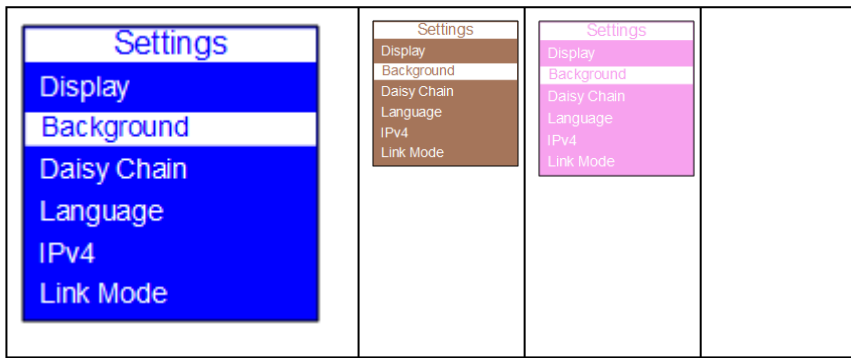 Settings
Display
Background
Daisy Chain
Language
IPv4
Link Mode
Settings
Display
Background
Daisy Chain
Language
IPv4
Link Mode
Settings
Display
Background
Daisy Chain
Language
IPv4
Link Mode